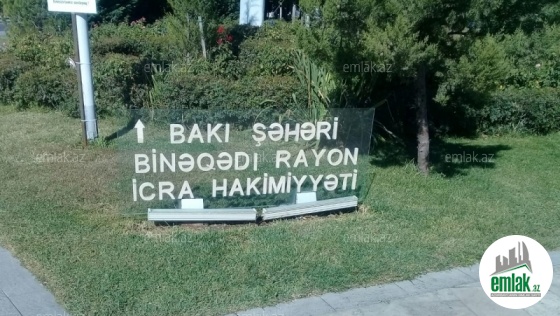 ↑ BAKI ŞƏHƏRİ
BİNƏQƏDİ RAYON
İCRA HAKİMİYYƏTİ
emlak.az